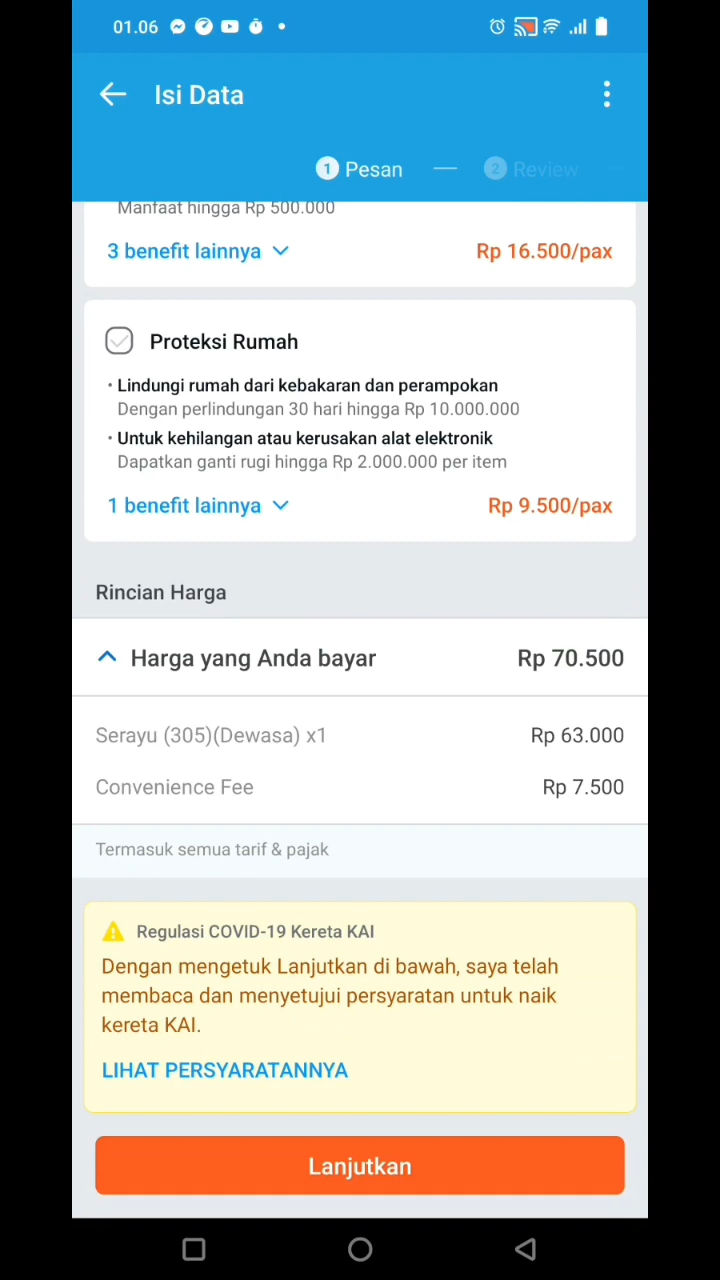 01.06
Isi Data
1 Pesan — 2 Review
Manfaat hingga Rp 500.000
3 benefit lainnya Rp 16.500/pax
Proteksi Rumah
• Lindungi rumah dari kebakaran dan perampokan
Dengan perlindungan 30 hari hingga Rp 10.000.000
• Untuk kehilangan atau kerusakan alat elektronik
Dapatkan ganti rugi hingga Rp 2.000.000 per item
1 benefit lainnya Rp 9.500/pax
Rincian Harga
Harga yang Anda bayar Rp 70.500
Serayu (305)(Dewasa) x1 Rp 63.000
Convenience Fee Rp 7.500
Termasuk semua tarif & pajak
Regulasi COVID-19 Kereta KAI
Dengan mengetuk Lanjutkan di bawah, saya telah
membaca dan menyetujui persyaratan untuk naik
kereta KAI.
LIHAT PERSYARATANNYA
Lanjutkan